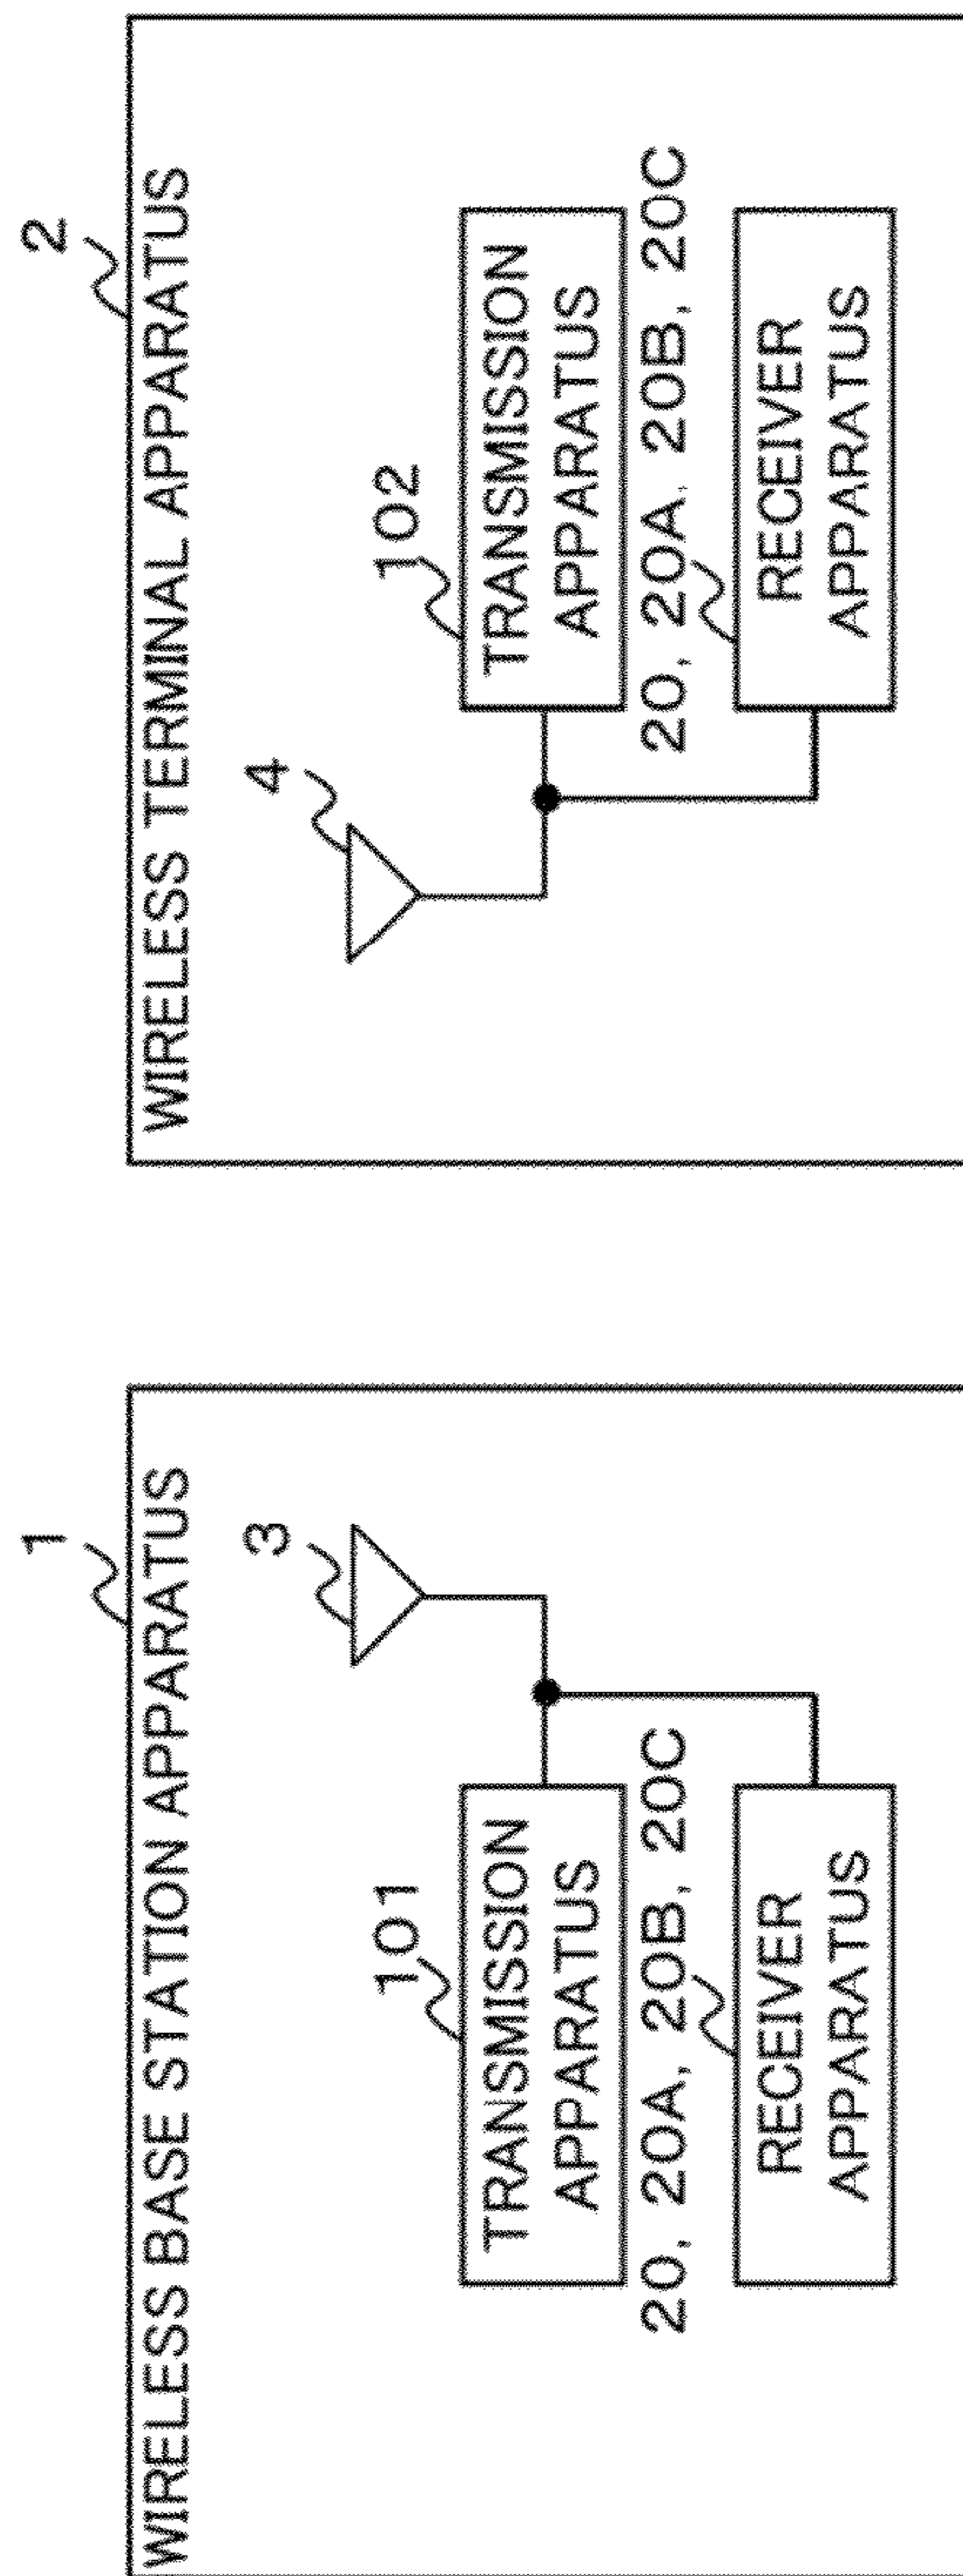 1
WIRELESS BASE STATION APPARATUS
3
101
TRANSMISSION
APPARATUS
20, 20A, 20B, 20C
RECEIVER
APPARATUS
2
WIRELESS TERMINAL APPARATUS
4
102
TRANSMISSION
APPARATUS
20, 20A, 20B, 20C
RECEIVER
APPARATUS